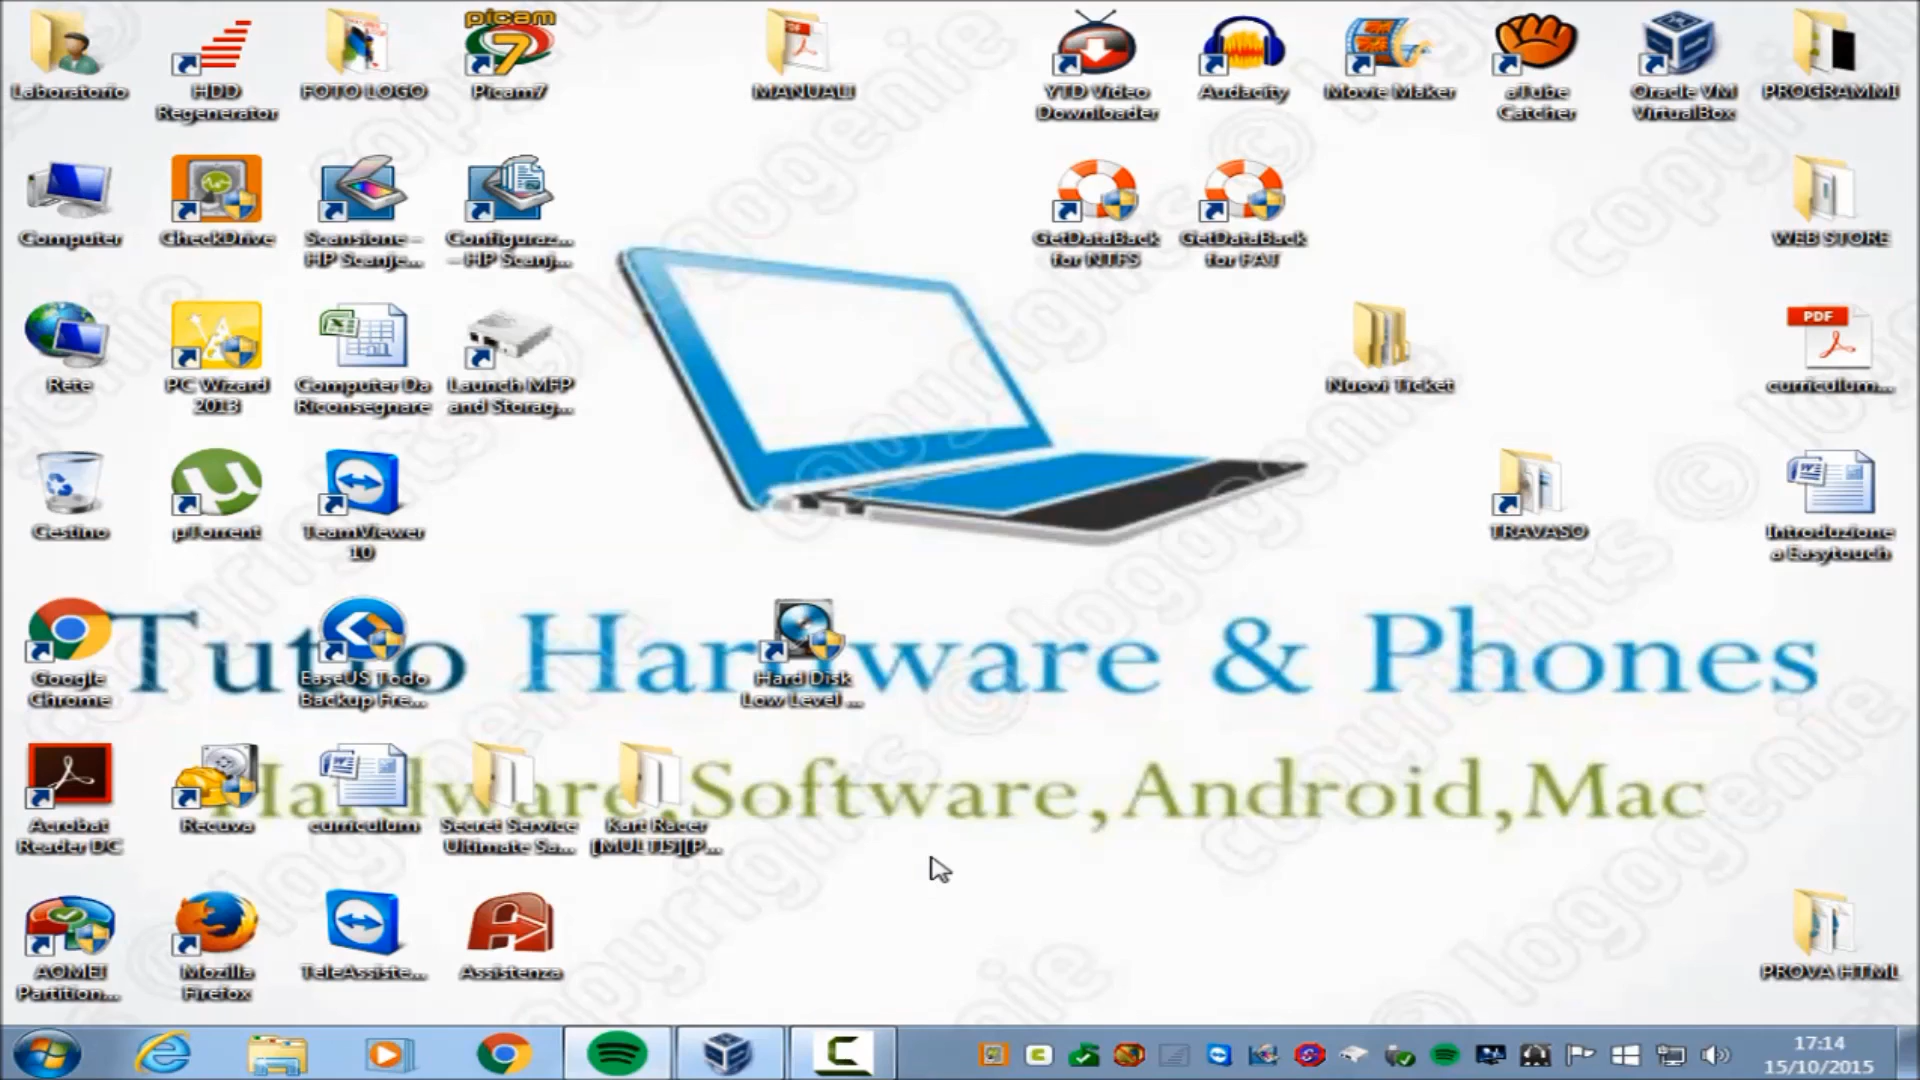 Laboratorio
HDD
Regenerator
FOTO LOGO
picam
7
Picam7
MANUALI
YTD Video
Downloader
Audacity
Movie Maker
aTube
Catcher
Oracle VM
VirtualBox
PROGRAMMI
Computer
CheckDrive
Scansione –
HP Scanje...
Configuraz...
– HP Scanj...
GetDataBack
for NTFS
GetDataBack
for FAT
WEB STORE
Rete
PC Wizard
2013
Computer Da
Riconsegnare
Launch MFP
and Storag...
Nuovi Ticket
PDF
curriculum...
Cestino
µTorrent
TeamViewer
10
TRAVASO
Introduzione
a Easytouch
Google
Chrome
EaseUS Todo
Backup Fre...
Hard Disk
Low Level ...
Tutto Hardware & Phones
Hardware,Software,Android,Mac
Acrobat
Reader DC
Recuva
curriculum
Secret Service
Ultimate Sa...
Kart Racer
[MULTI5][P...
AOMEI
Partition...
Mozilla
Firefox
TeleAssiste...
Assistenza
PROVA HTML
copyrights © logogenie
17:14
15/10/2015